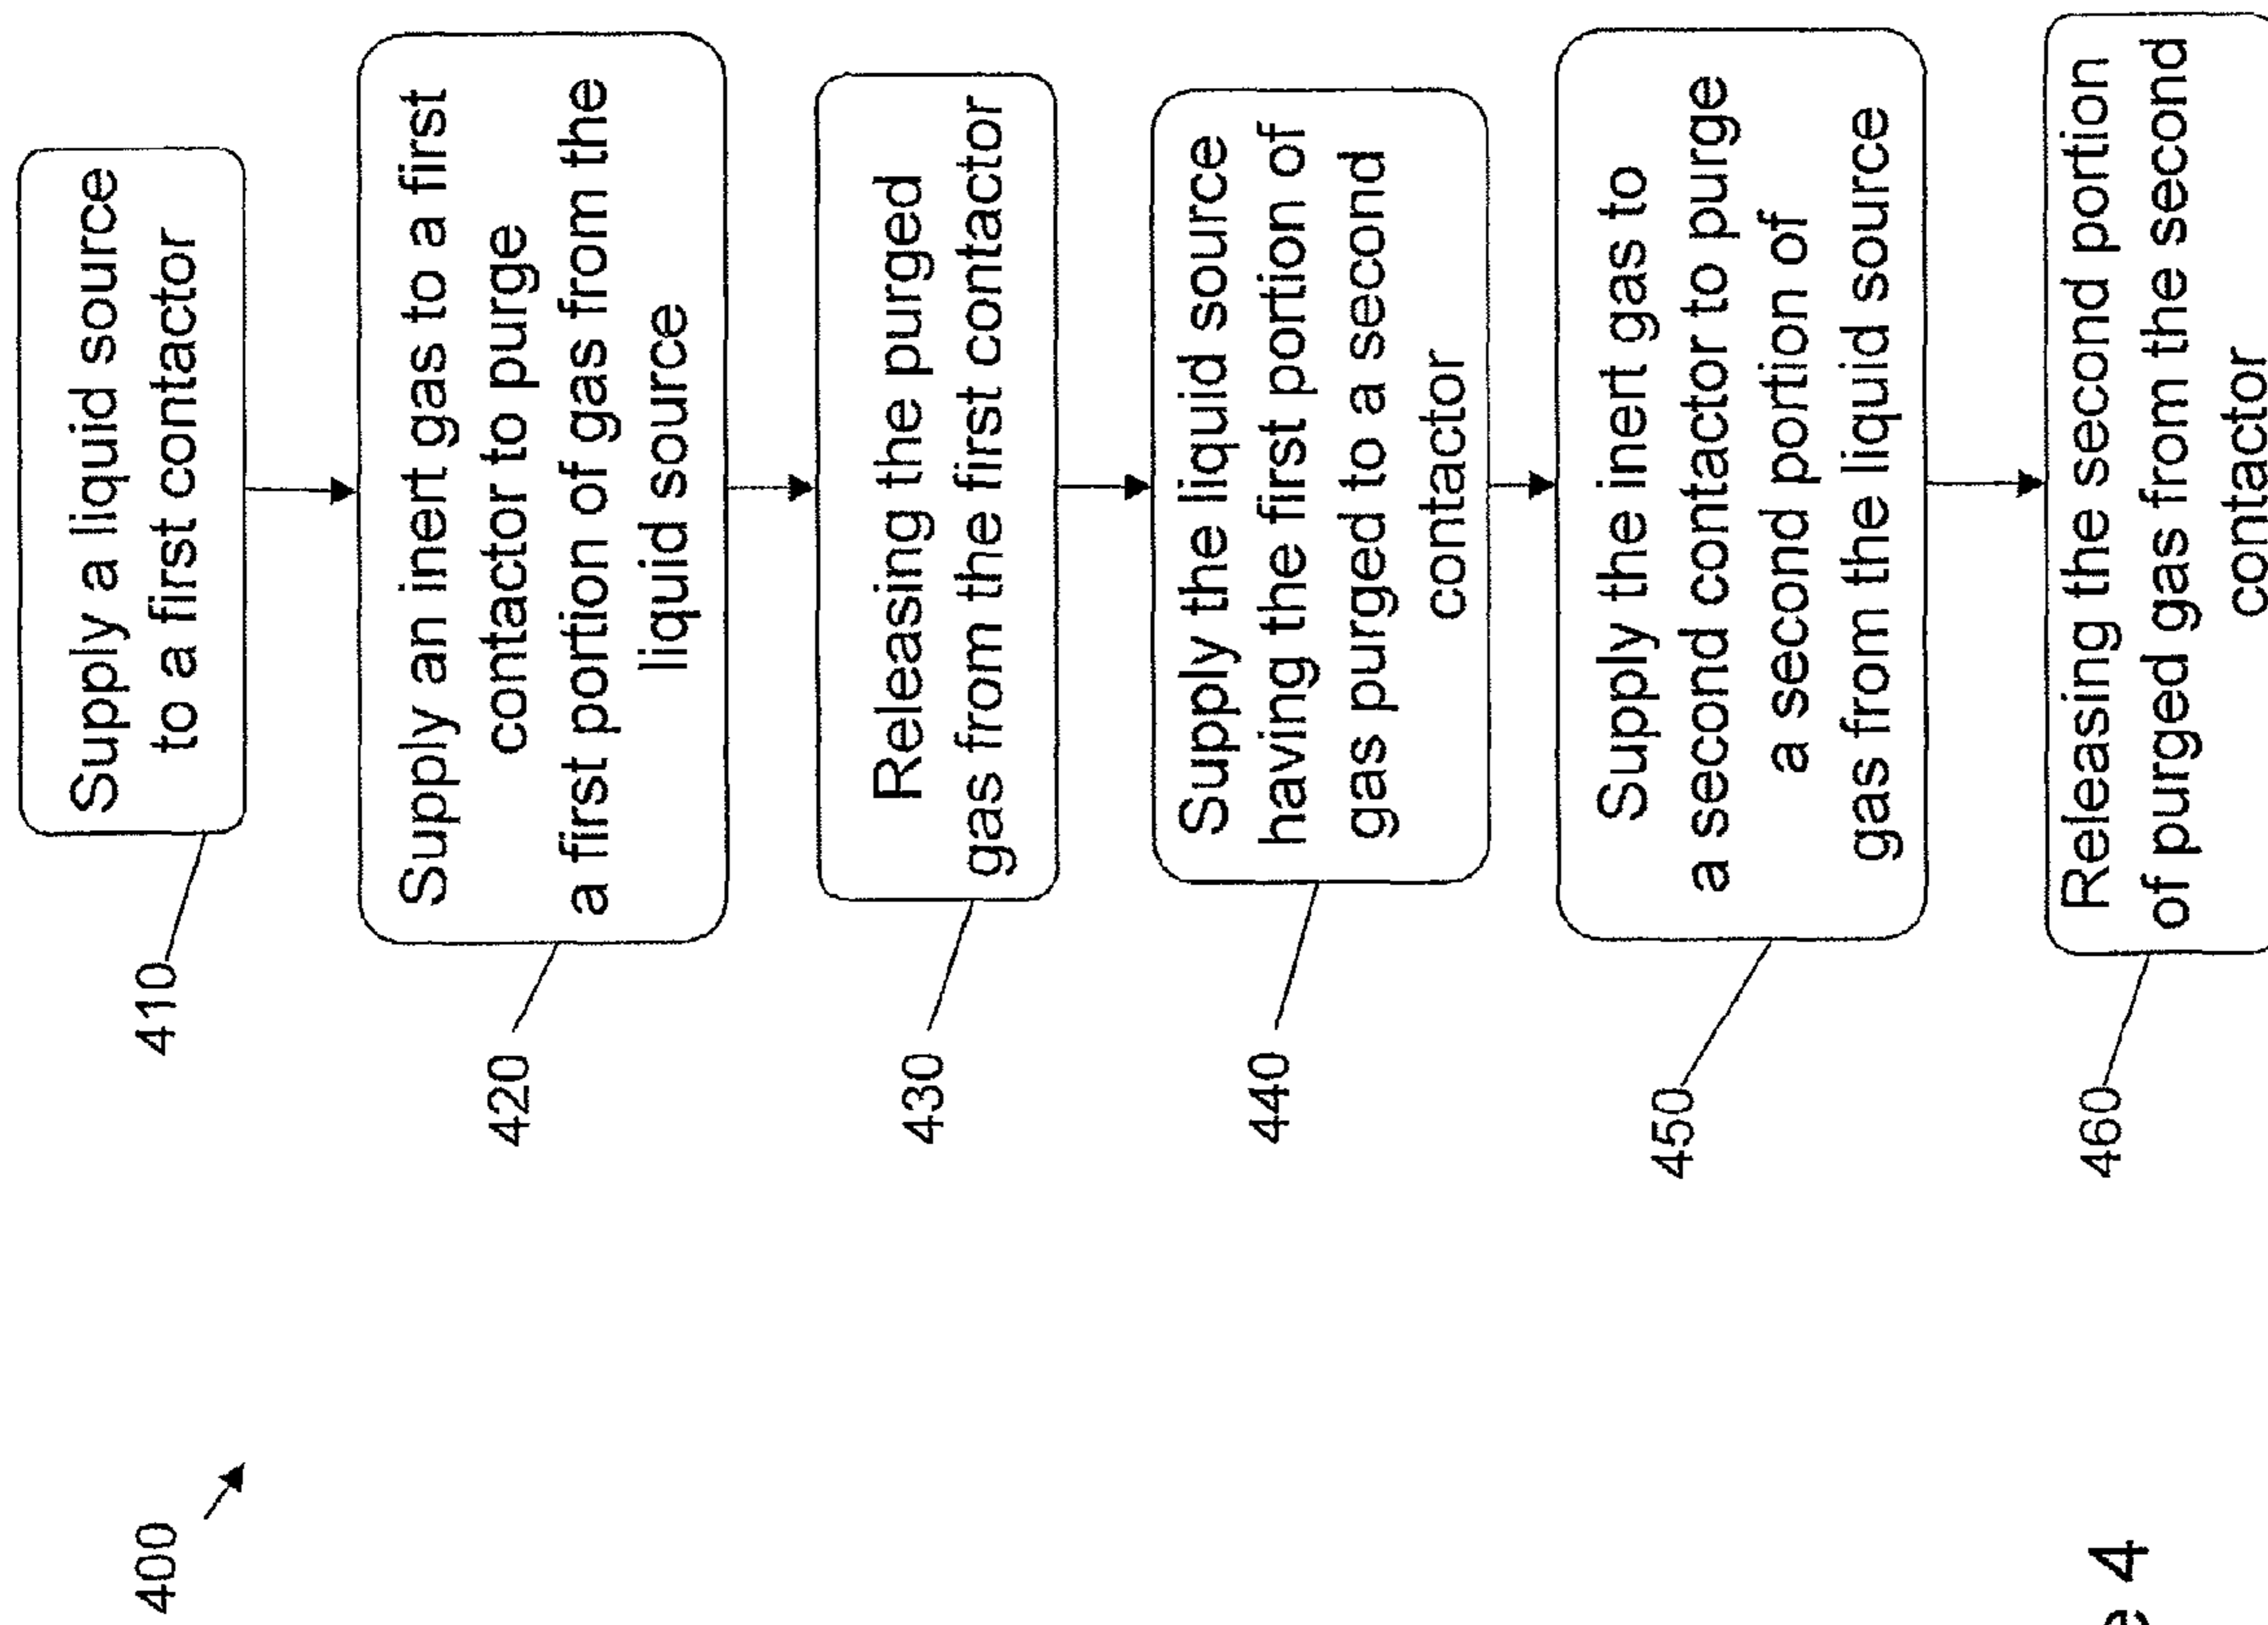 400
410
Supply a liquid source
to a first contactor
420
Supply an inert gas to a first
contactor to purge
a first portion of gas from the
liquid source
430
Releasing the purged
gas from the first contactor
440
Supply the liquid source
having the first portion of
gas purged to a second
contactor
450
Supply the inert gas to
a second contactor to purge
a second portion of
gas from the liquid source
460
Releasing the second portion
of purged gas from the second
contactor
4